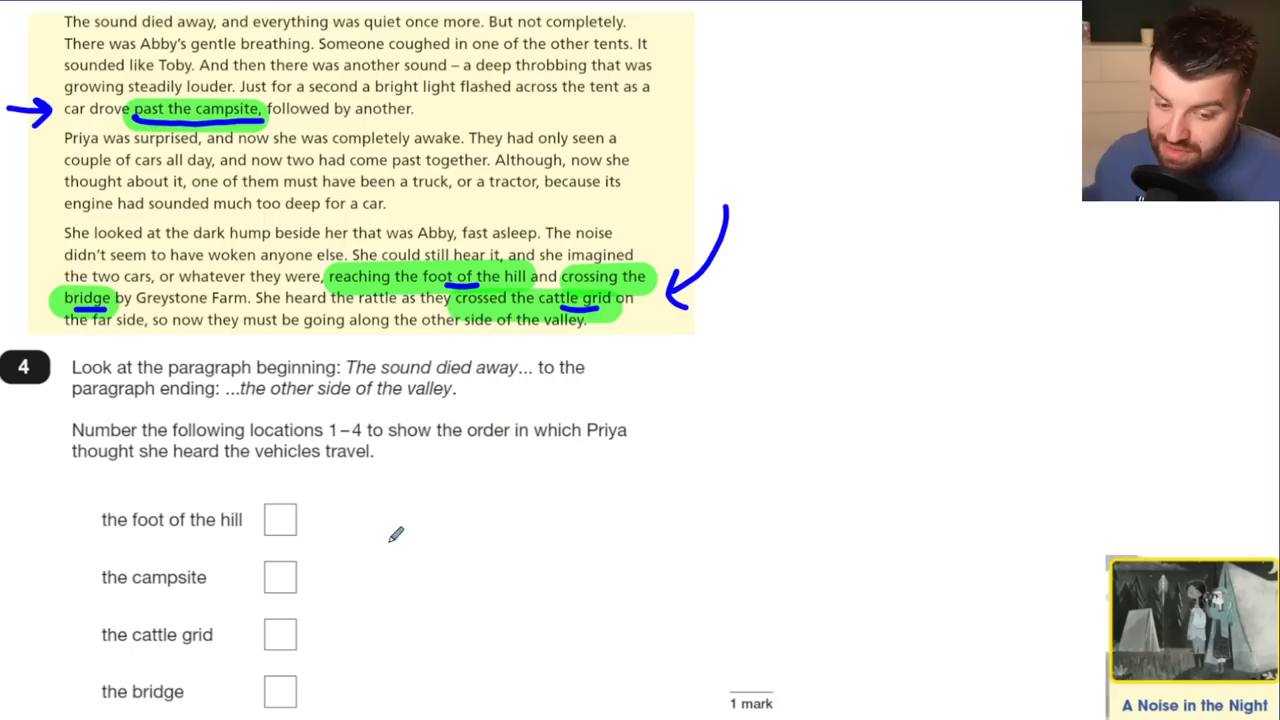 The sound died away, and everything was quiet once more. But not completely.
There was Abby's gentle breathing. Someone coughed in one of the other tents. It
sounded like Toby. And then there was another sound – a deep throbbing that was
growing steadily louder. Just for a second a bright light flashed across the tent as a
car drove past the campsite, followed by another.
Priya was surprised, and now she was completely awake. They had only seen a
couple of cars all day, and now two had come past together. Although, now she
thought about it, one of them must have been a truck, or a tractor, because its
engine had sounded much too deep for a car.
She looked at the dark hump beside her that was Abby, fast asleep. The noise
didn't seem to have woken anyone else. She could still hear it, and she imagined
the two cars, or whatever they were, reaching the foot of the hill and crossing the
bridge by Greystone Farm. She heard the rattle as they crossed the cattle grid on
the far side, so now they must be going along the other side of the valley.
4
Look at the paragraph beginning: The sound died away... to the
paragraph ending: ...the other side of the valley.
Number the following locations 1–4 to show the order in which Priya
thought she heard the vehicles travel.
the foot of the hill
the campsite
the cattle grid
the bridge
1 mark
A Noise in the Night